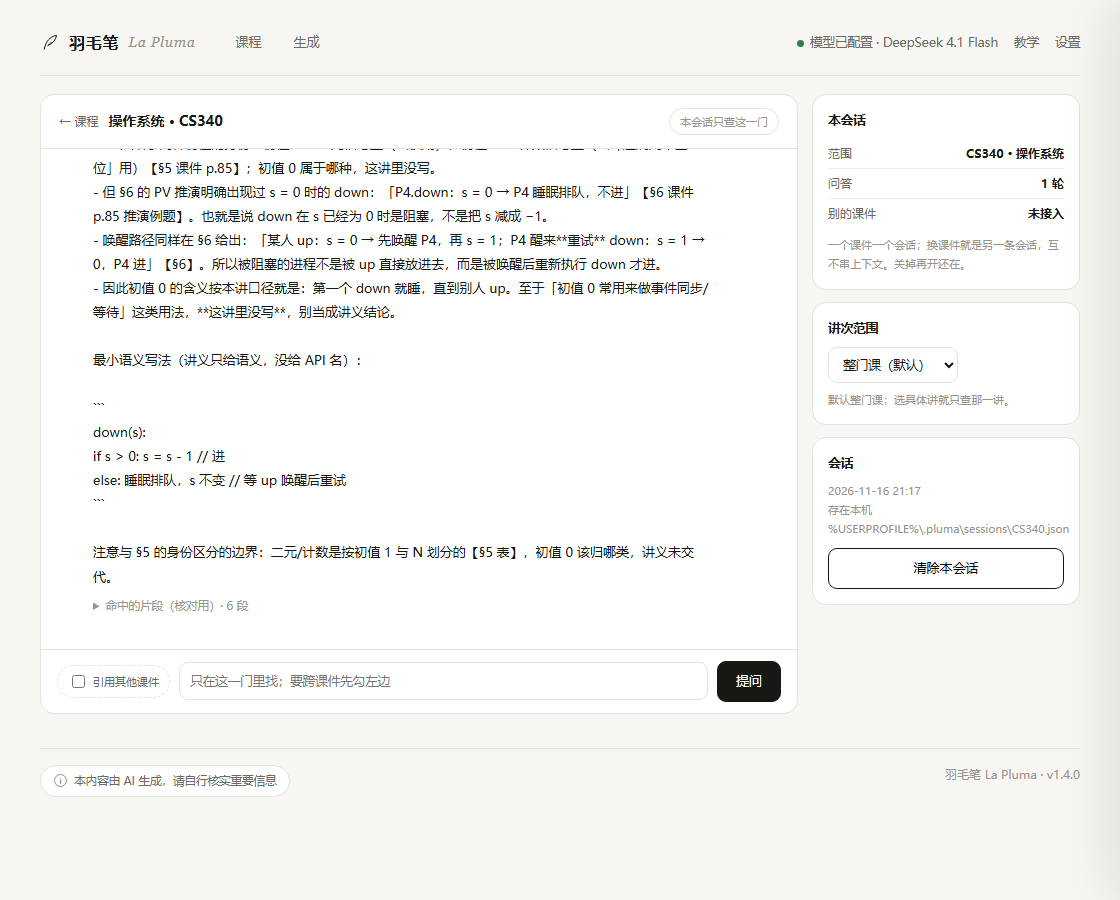 羽毛笔 La Pluma 课程 生成
模型已配置 · DeepSeek 4.1 Flash 教学 设置
← 课程 操作系统 • CS340
本会话只查这一门
位」用）【§5 课件 p.85】；初值 0 属于哪种，这讲里没写。
- 但 §6 的 PV 推演明确出现过 s = 0 时的 down：「P4.down：s = 0 → P4 睡眠排队，不进」【§6 课件
p.85 推演例题】。也就是说 down 在 s 已经为 0 时是阻塞，不是把 s 减成 −1。
- 唤醒路径同样在 §6 给出：「某人 up：s = 0 → 先唤醒 P4，再 s = 1；P4 醒来**重试** down：s = 1 →
0，P4 进」【§6】。所以被阻塞的进程不是被 up 直接放进去，而是被唤醒后重新执行 down 才进。
- 因此初值 0 的含义按本讲口径就是：第一个 down 就睡，直到别人 up。至于「初值 0 常用来做事件同步/
等待」这类用法，**这讲里没写**，别当成讲义结论。
最小语义写法（讲义只给语义，没给 API 名）：
```
down(s):
if s > 0: s = s - 1 // 进
else: 睡眠排队，s 不变 // 等 up 唤醒后重试
```
注意与 §5 的身份区分的边界：二元/计数是按初值 1 与 N 划分的【§5 表】，初值 0 该归哪类，讲义未交
代。
▶ 命中的片段（核对用）· 6 段
引用其他课件
只在这一门里找；要跨课件先勾左边
提问
本会话
范围 CS340 • 操作系统
问答 1 轮
别的课件 未接入
一个课件一个会话；换课件就是另一条会话，互
不串上下文。关掉再开还在。
讲次范围
整门课（默认）
默认整门课；选具体讲就只查那一讲。
会话
2026-11-16 21:17
存在本机
%USERPROFILE%\.pluma\sessions\CS340.json
清除本会话
本内容由 AI 生成，请自行核实重要信息
羽毛笔 La Pluma · v1.4.0